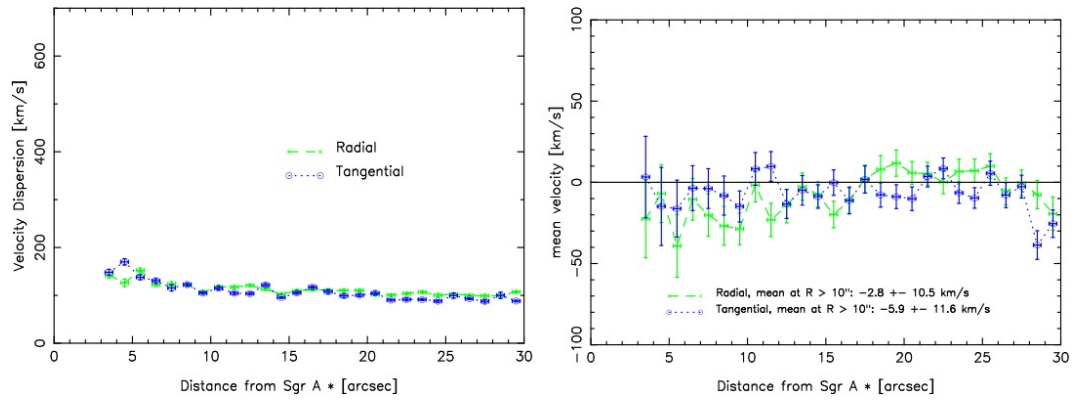 Velocity Dispersion [km/s]
600
400
200
0
Radial
Tangential
0 5 10 15 20 25 30
Distance from Sgr A * [arcsec]
mean velocity [km/s]
100
50
0
−50
−100
Radial, mean at R > 10": −2.8 +− 10.5 km/s
Tangential, mean at R > 10": −5.9 +− 11.6 km/s
0 5 10 15 20 25 30
Distance from Sgr A * [arcsec]